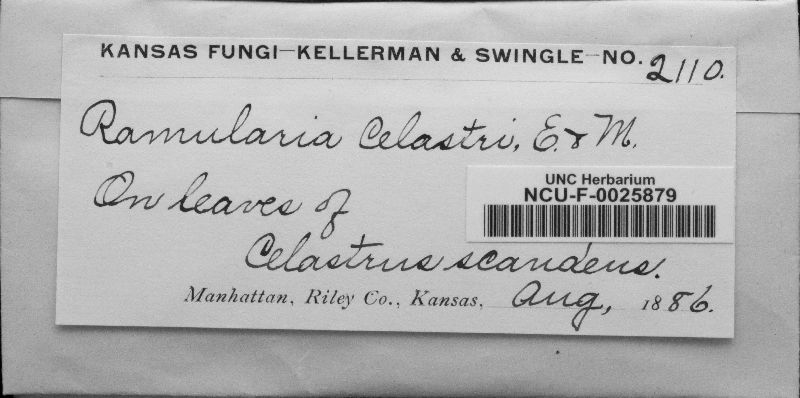 KANSAS FUNGI—KELLERMAN & SWINGLE—NO. 2110.
Ramularia Celastri, E. & M.
On leaves of
UNC Herbarium
NCU-F-0025879
Celastrus scandens.
Manhattan, Riley Co., Kansas, Aug, 1886.